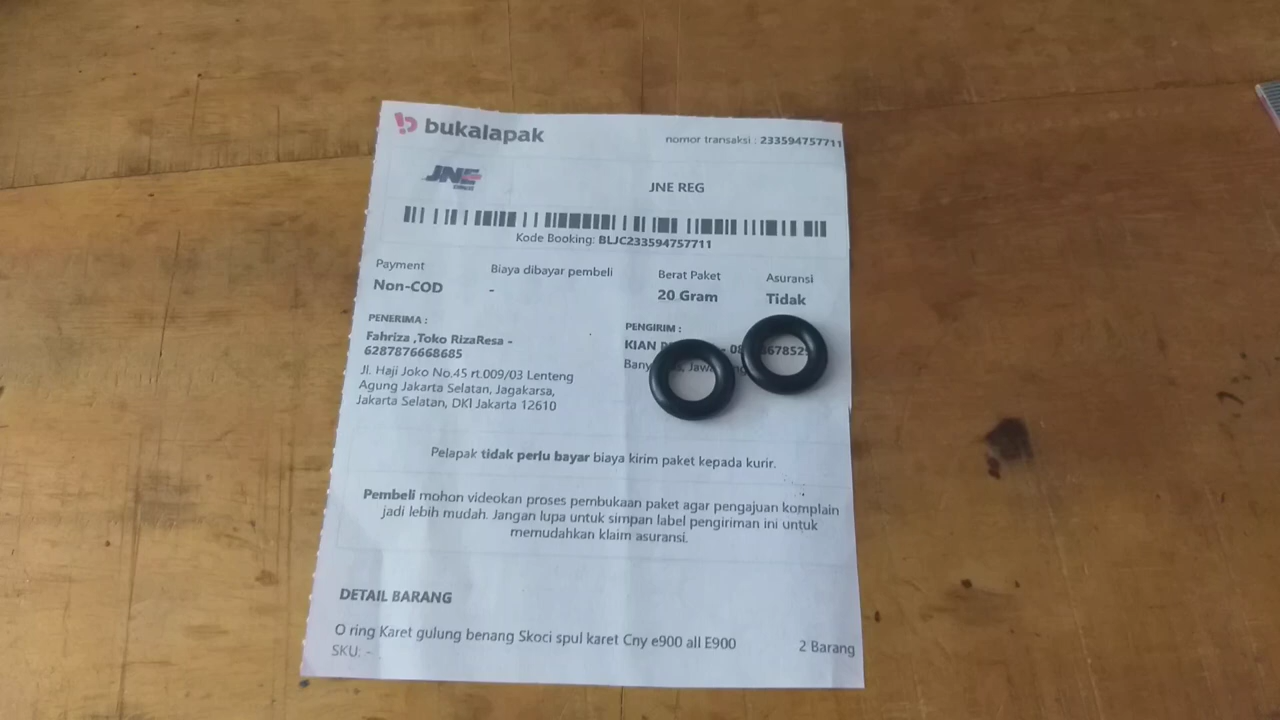 bukalapak
nomor transaksi : 233594757711
JNE
EXPRESS
JNE REG
Kode Booking: BLJC233594757711
Payment
Biaya dibayar pembeli
Berat Paket
Asuransi
Non-COD
-
20 Gram
Tidak
PENERIMA :
Fahriza ,Toko RizaResa -
6287876668685
Jl. Haji Joko No.45 rt.009/03 Lenteng
Agung Jakarta Selatan, Jagakarsa,
Jakarta Selatan, DKI Jakarta 12610
PENGIRIM :
KIAN
Pelapak tidak perlu bayar biaya kirim paket kepada kurir.
Pembeli mohon videokan proses pembukaan paket agar pengajuan komplain
jadi lebih mudah. Jangan lupa untuk simpan label pengiriman ini untuk
memudahkan klaim asuransi.
DETAIL BARANG
O ring Karet gulung benang Skoci spul karet Cny e900 all E900
2 Barang
SKU: -